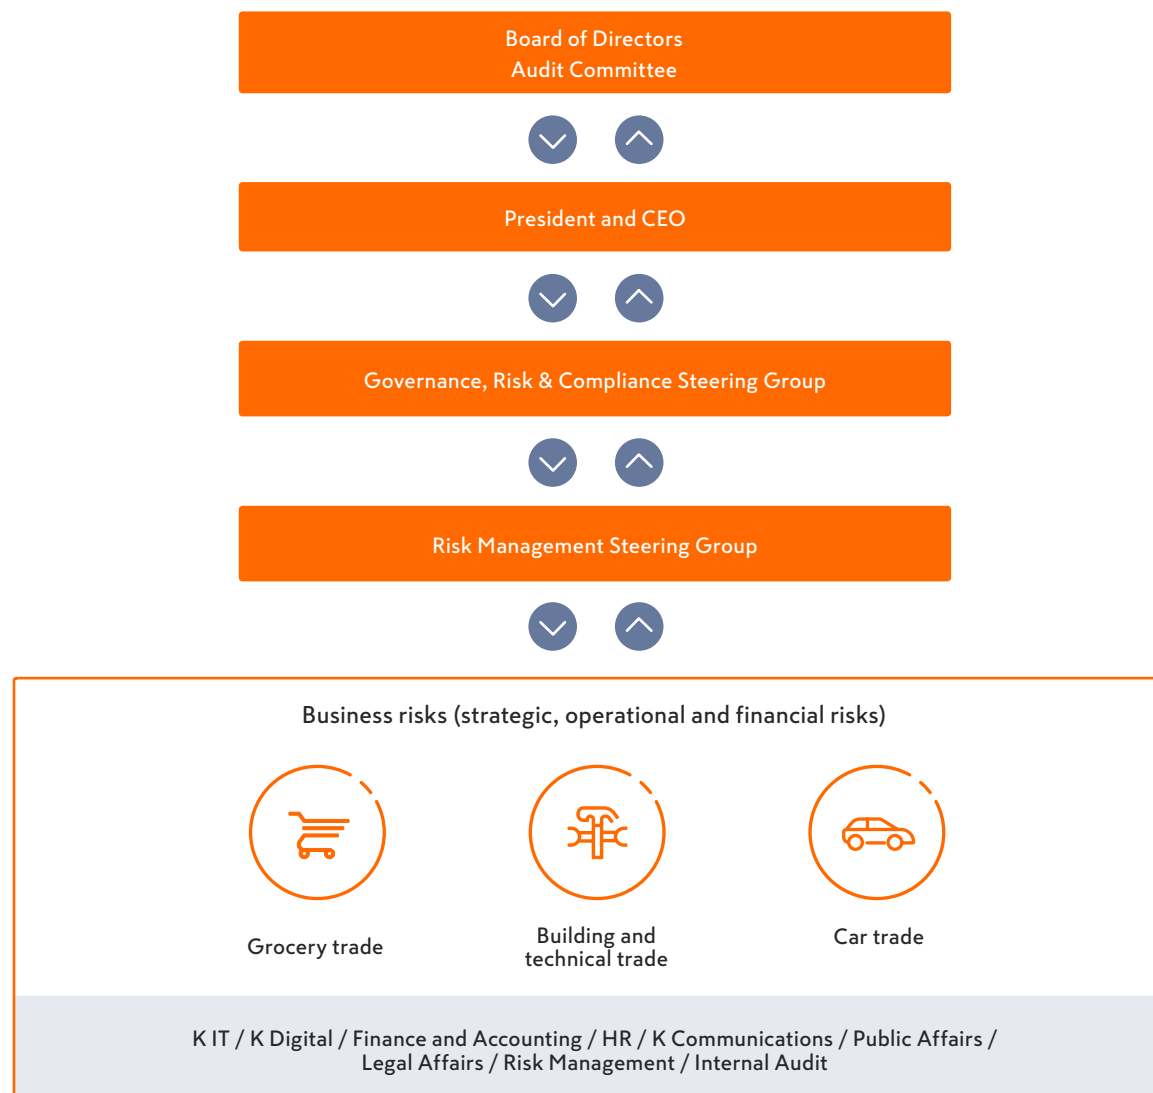 Board of Directors
Audit Committee
President and CEO
Governance, Risk & Compliance Steering Group
Risk Management Steering Group
Business risks (strategic, operational and financial risks)
Grocery trade
Building and
technical trade
Car trade
K IT / K Digital / Finance and Accounting / HR / K Communications / Public Affairs /
Legal Affairs / Risk Management / Internal Audit